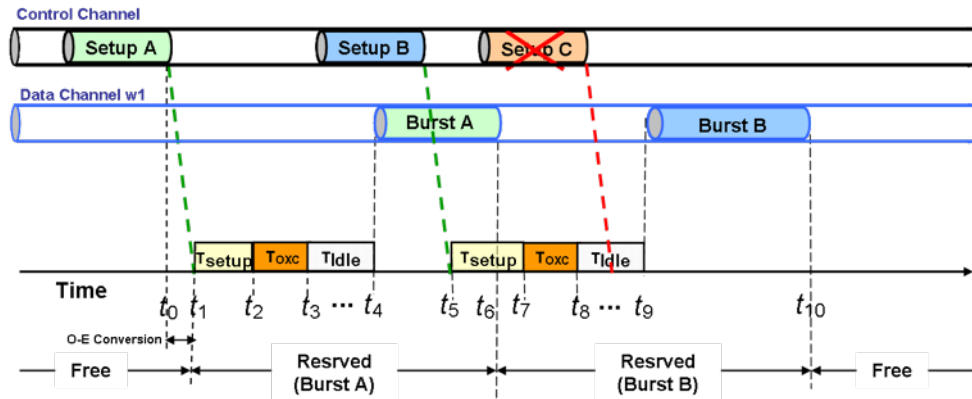 Control Channel
Setup A
Setup B
Setup C
Data Channel w1
Burst A
Burst B
Tsetup Toxc TIdle
Tsetup Toxc TIdle
Time
t0 t1 t2 t3 ... t4 t5 t6 t7 t8 ... t9 t10
O-E Conversion
Free
Resrved
(Burst A)
Resrved
(Burst B)
Free